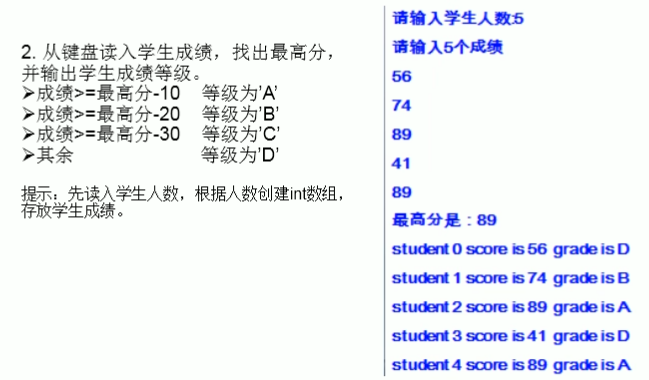 2. 从键盘读入学生成绩，找出最高分，
并输出学生成绩等级。
➢成绩>=最高分-10 等级为'A'
➢成绩>=最高分-20 等级为'B'
➢成绩>=最高分-30 等级为'C'
➢其余 等级为'D'
提示：先读入学生人数，根据人数创建int数组，
存放学生成绩。
请输入学生人数:5
请输入5个成绩
56
74
89
41
89
最高分是：89
student 0 score is 56 grade is D
student 1 score is 74 grade is B
student 2 score is 89 grade is A
student 3 score is 41 grade is D
student 4 score is 89 grade is A